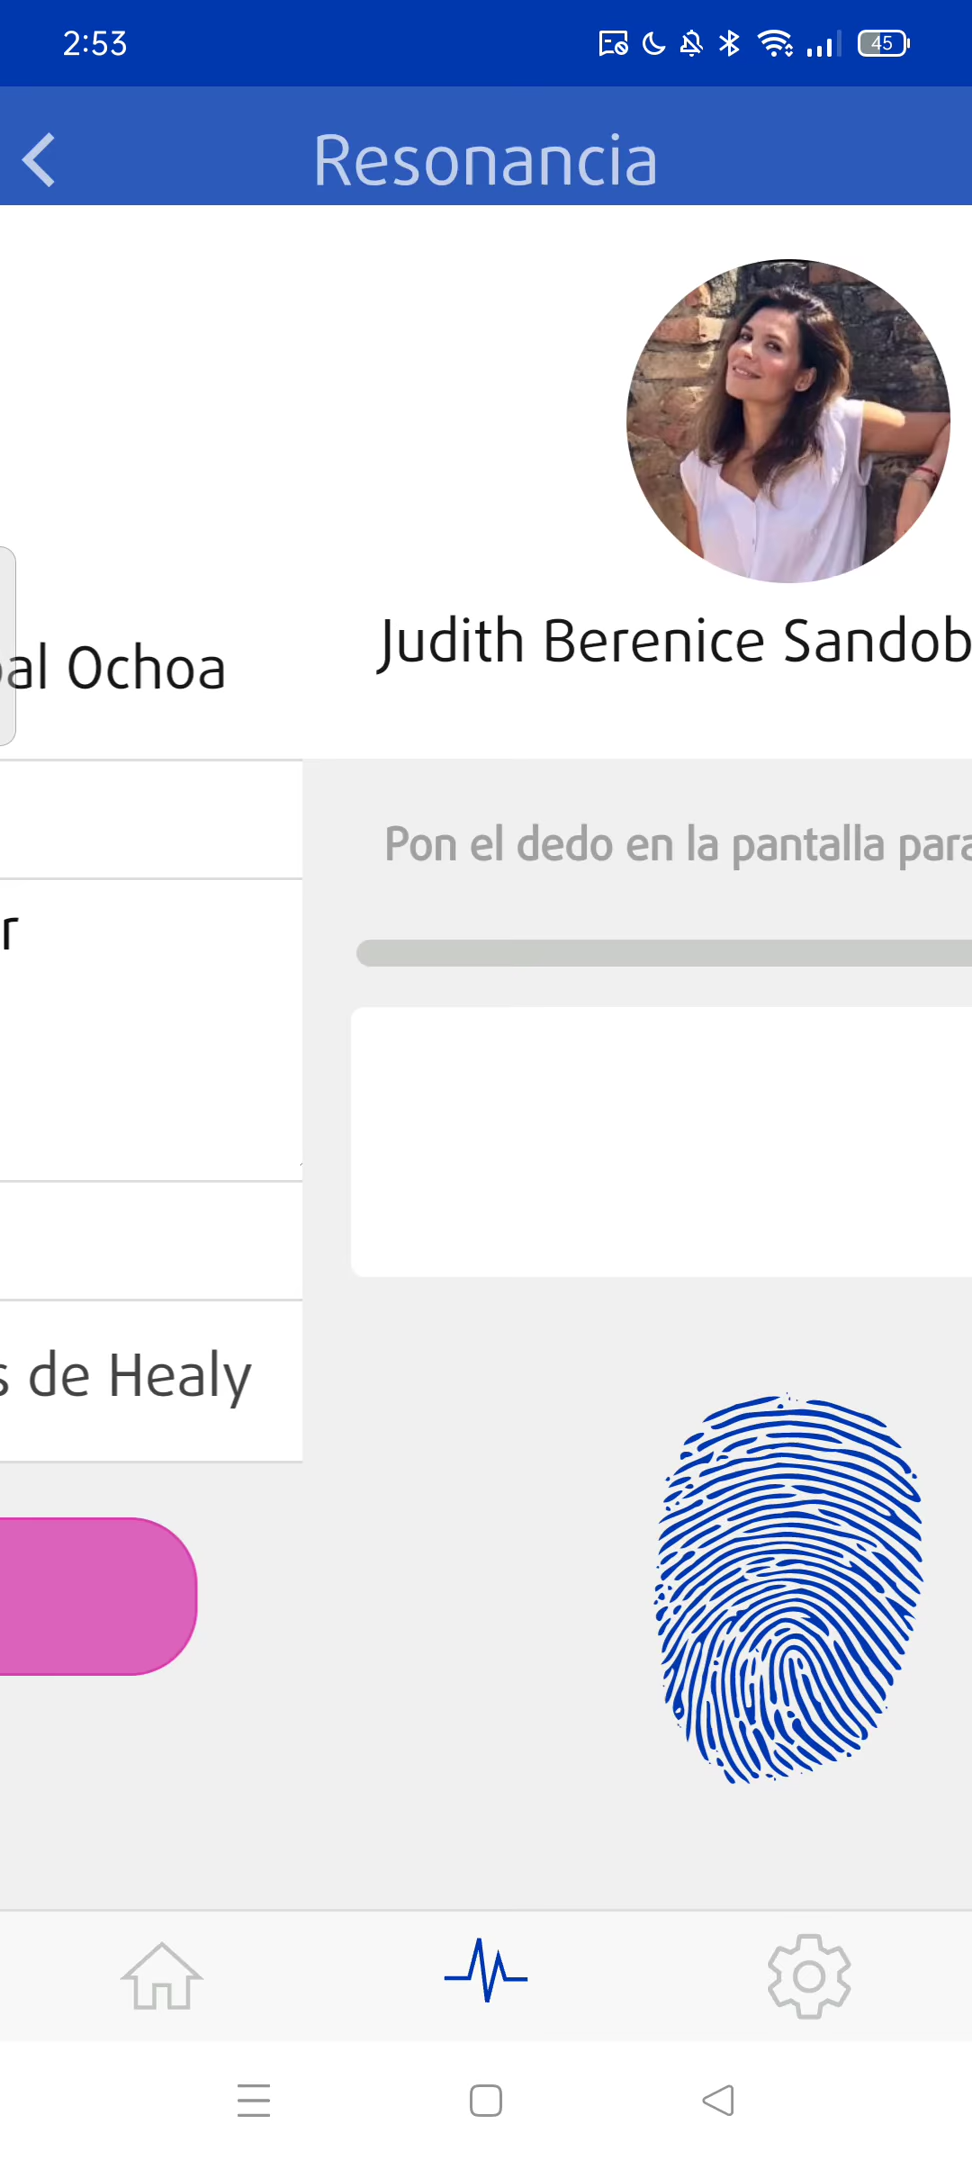 2:53
45
Resonancia
al Ochoa
Judith Berenice Sandob
Pon el dedo en la pantalla para
r
s de Healy